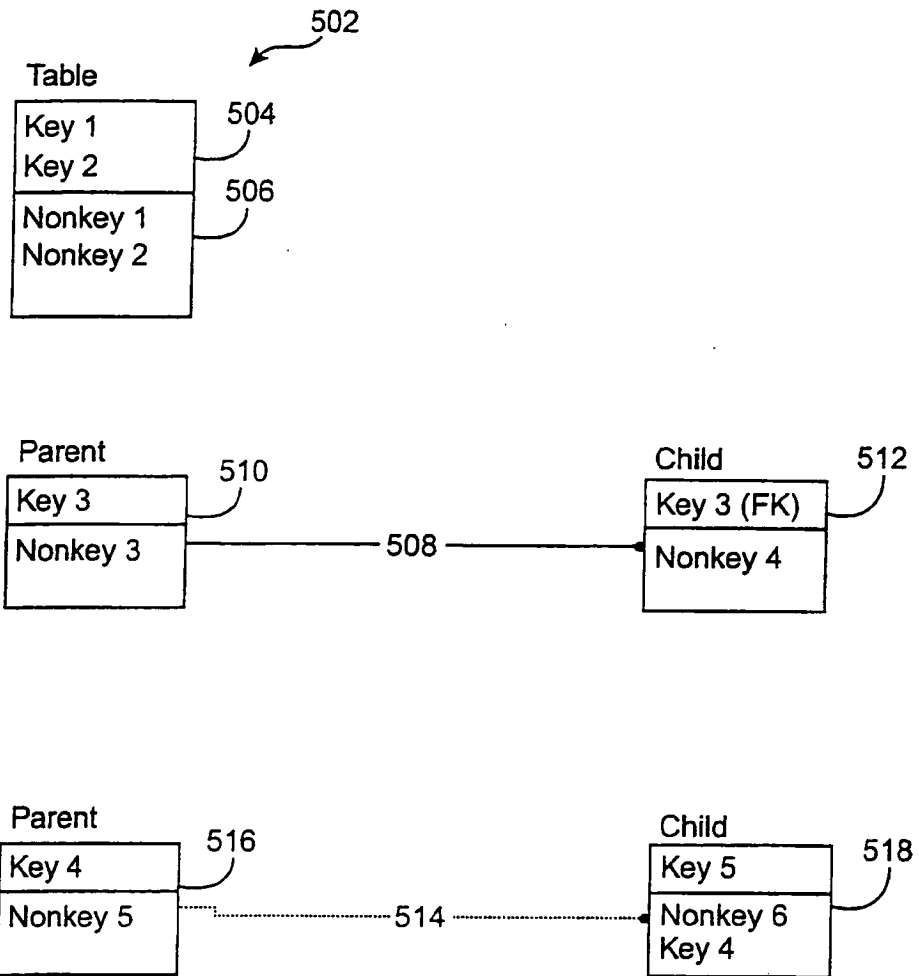 502
Table
Key 1
504
Key 2
506
Nonkey 1
Nonkey 2
Parent
510
Key 3
Nonkey 3
508
Child
512
Key 3 (FK)
Nonkey 4
Parent
516
Key 4
Nonkey 5
514
Child
518
Key 5
Nonkey 6
Key 4